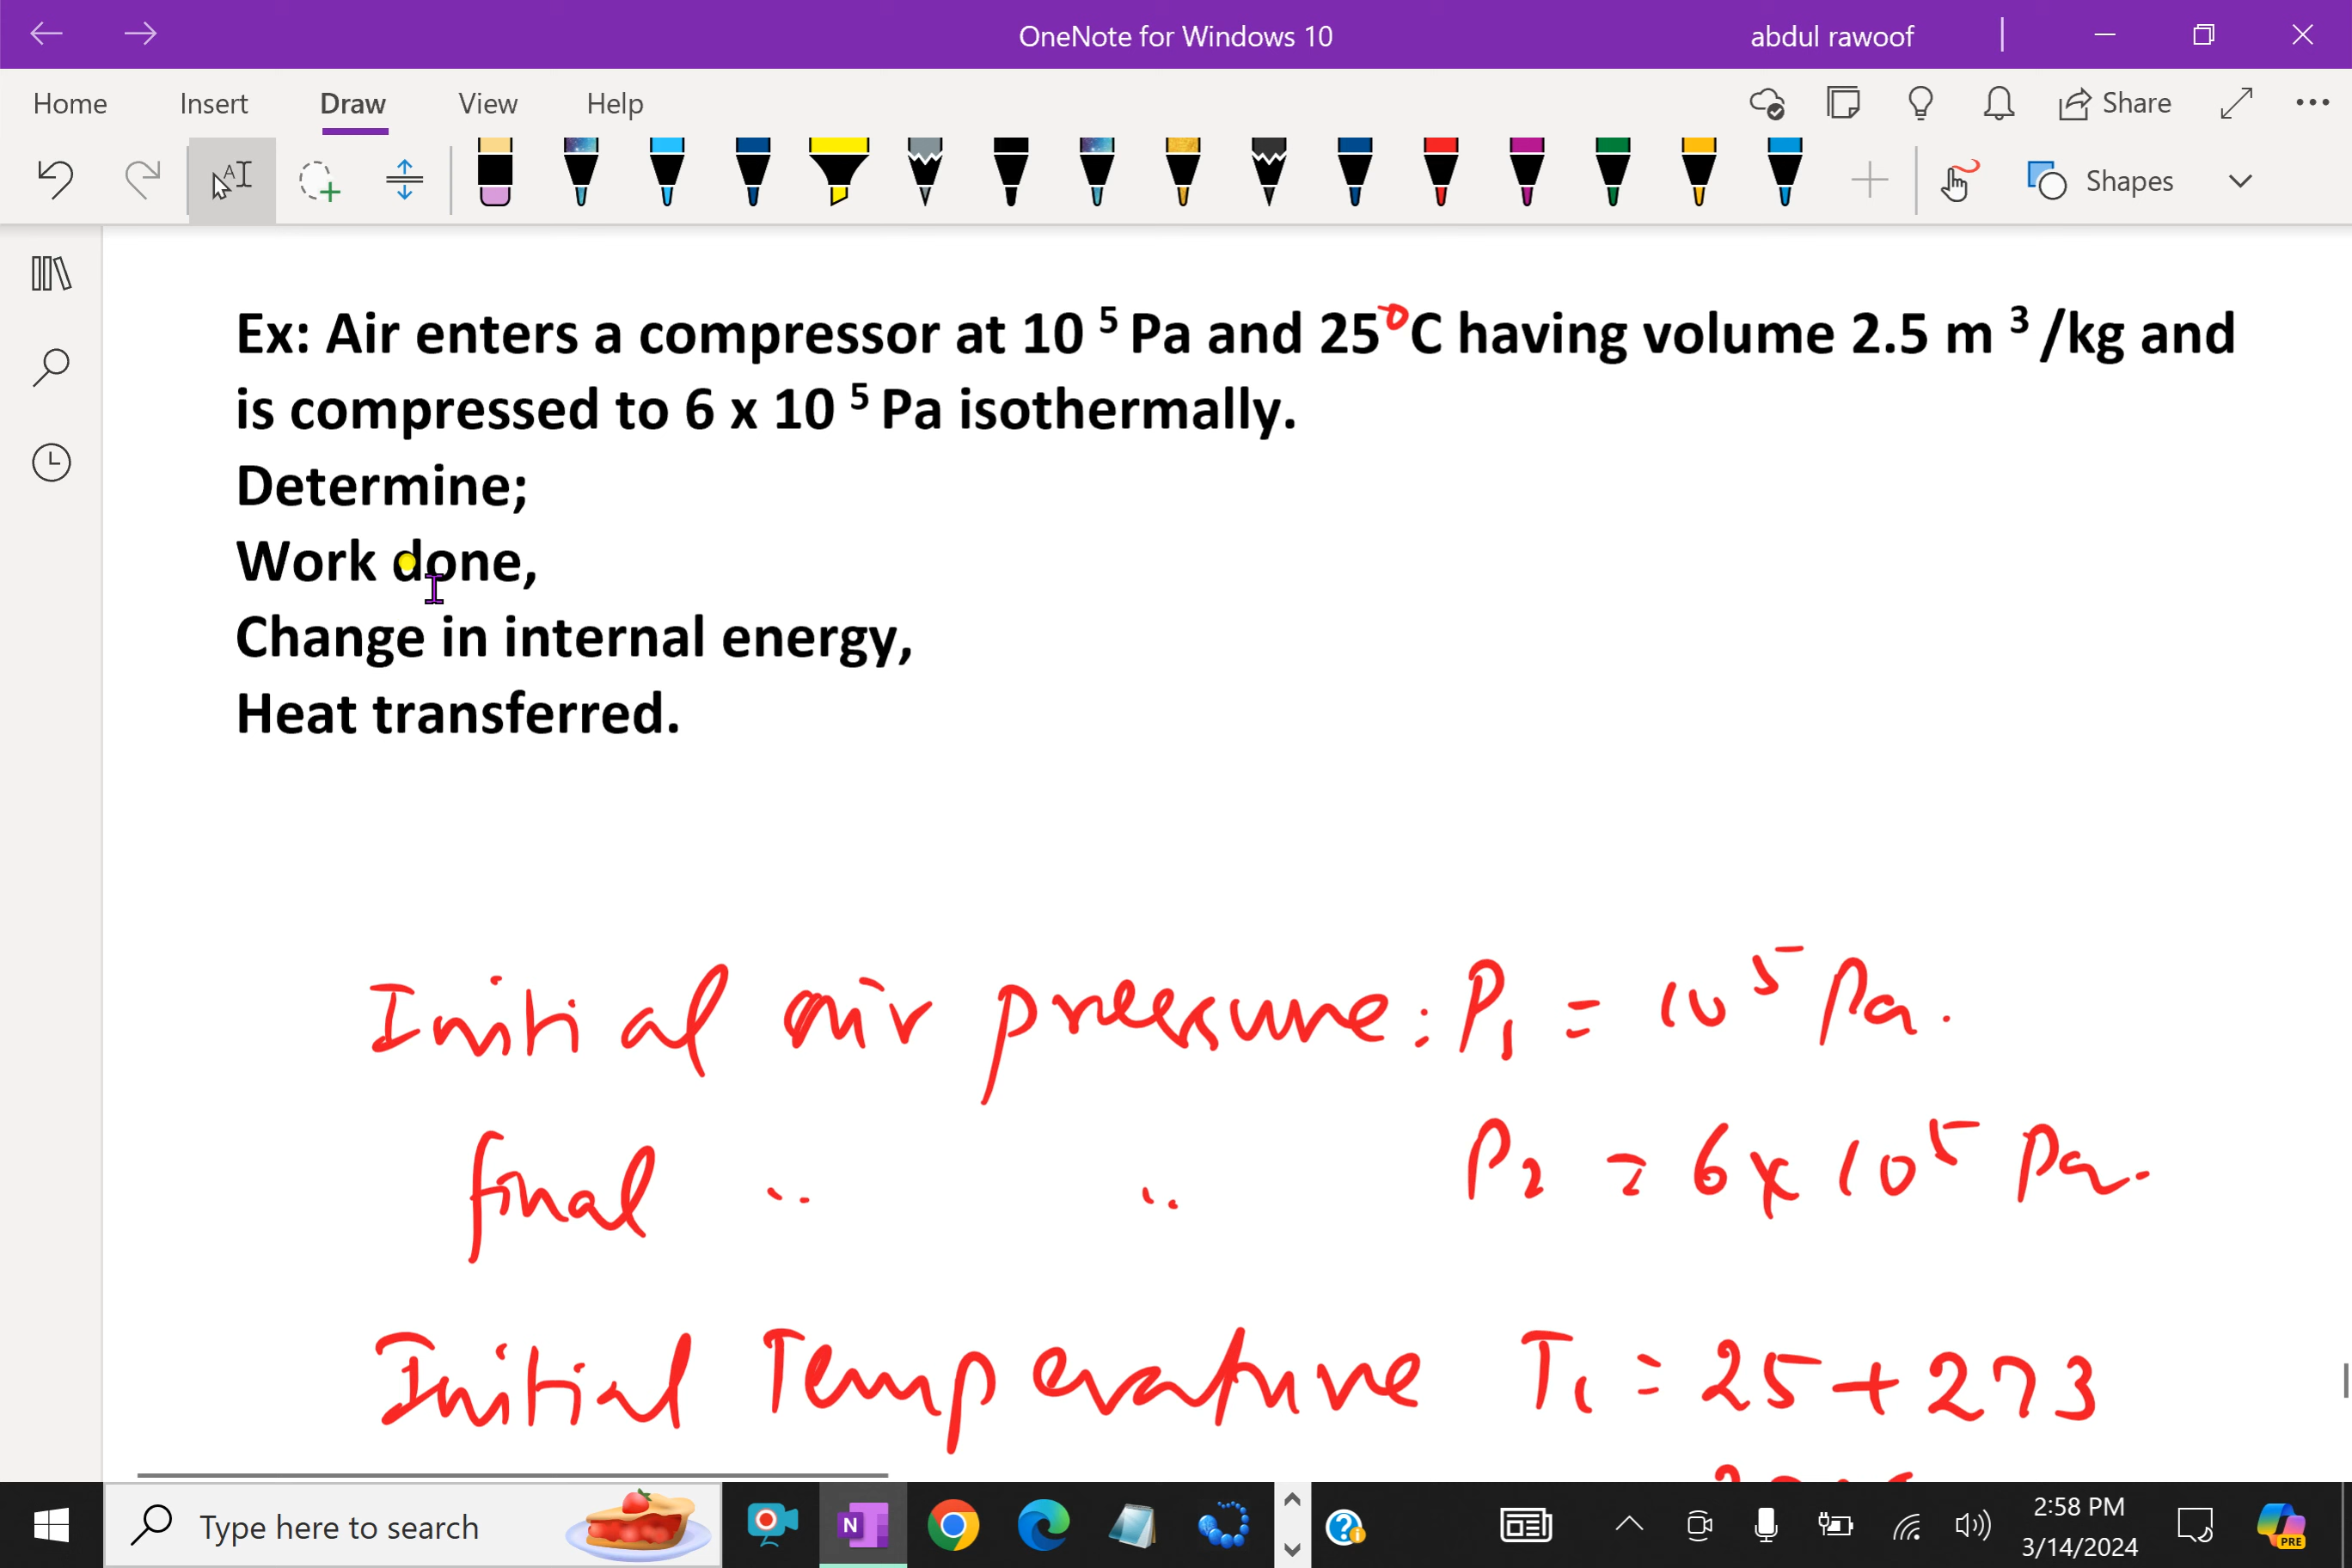 OneNote for Windows 10
abdul rawoof
Home Insert Draw View Help
Share
Shapes
Ex: Air enters a compressor at 10 ⁵ Pa and 25°C having volume 2.5 m ³ /kg and
is compressed to 6 x 10 ⁵ Pa isothermally.
Determine;
Work done,
Change in internal energy,
Heat transferred.
Initial air pressure: P₁ = 10⁵ Pa.
final " " P₂ = 6 x 10⁵ Pa.
Initial Temperature T₁ = 25 + 273
Type here to search
2:58 PM
3/14/2024
PRE